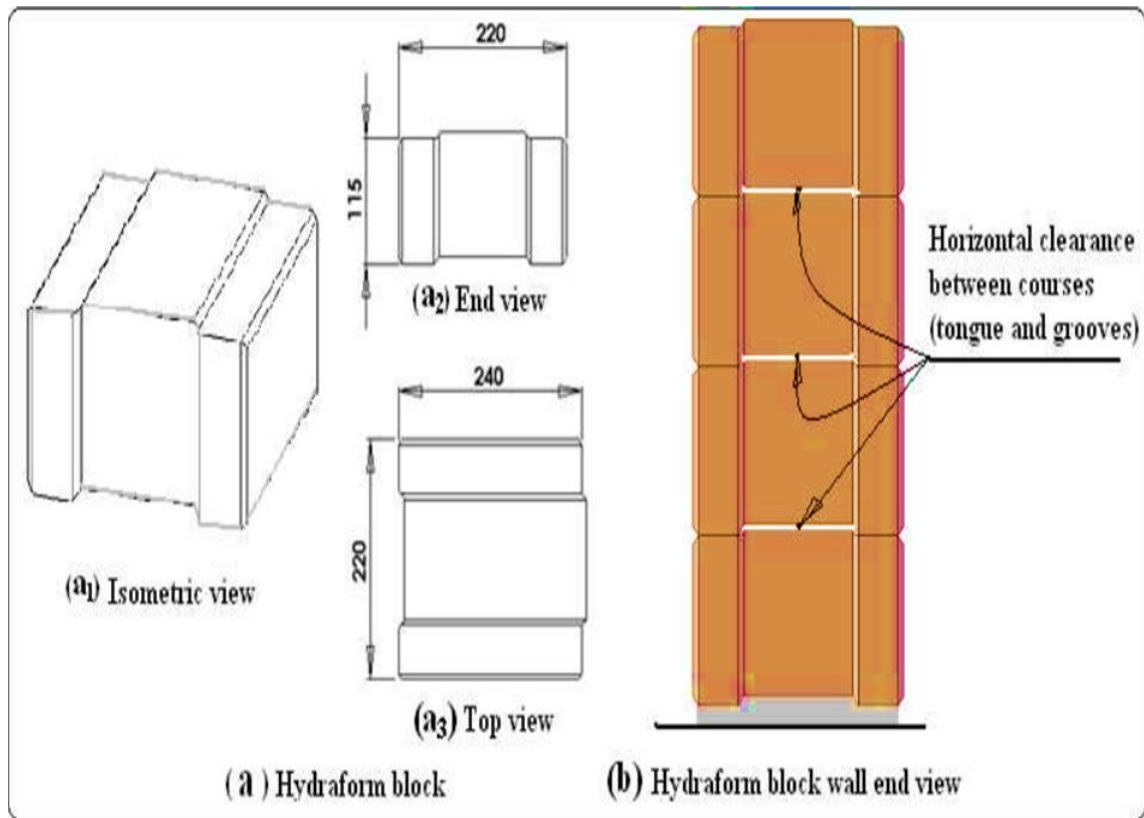 220
115
(a2) End view
240
220
(a1) Isometric view
(a3) Top view
(a) Hydraform block
Horizontal clearance
between courses
(tongue and grooves)
(b) Hydraform block wall end view